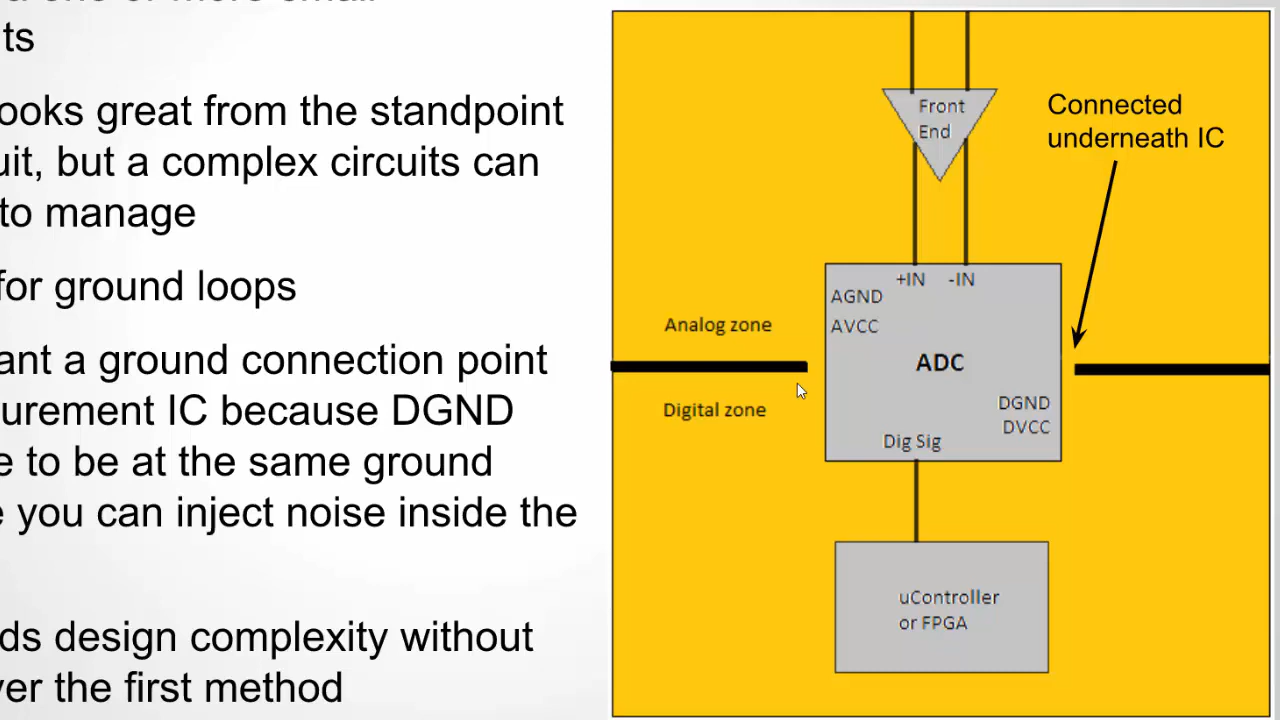 ts
ooks great from the standpoint
uit, but a complex circuits can
to manage
for ground loops
ant a ground connection point
urement IC because DGND
e to be at the same ground
e you can inject noise inside the
ds design complexity without
ver the first method
Front
End
Connected
underneath IC
+IN -IN
AGND
AVCC
Analog zone
ADC
Digital zone
DGND
DVCC
Dig Sig
uController
or FPGA